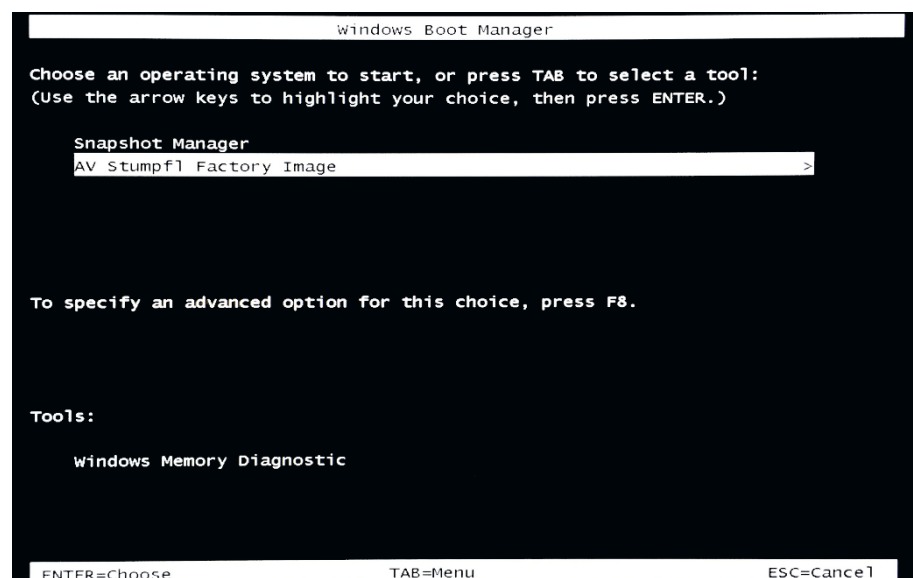 Windows Boot Manager
Choose an operating system to start, or press TAB to select a tool:
(Use the arrow keys to highlight your choice, then press ENTER.)
Snapshot Manager
AV Stumpfl Factory Image >
To specify an advanced option for this choice, press F8.
Tools:
Windows Memory Diagnostic
ENTER=Choose TAB=Menu ESC=Cancel